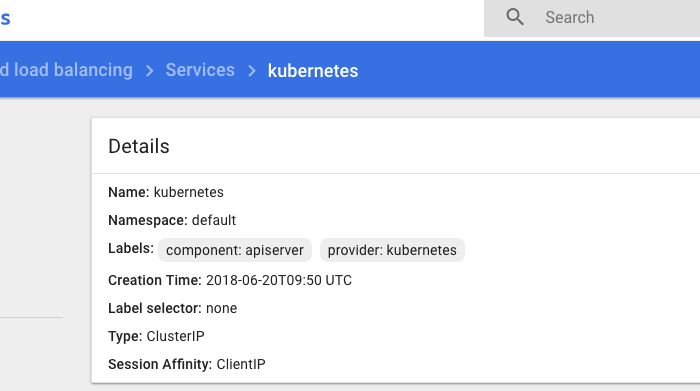 s
Search
d load balancing > Services > kubernetes
Details
Name: kubernetes
Namespace: default
Labels: component: apiserver provider: kubernetes
Creation Time: 2018-06-20T09:50 UTC
Label selector: none
Type: ClusterIP
Session Affinity: ClientIP